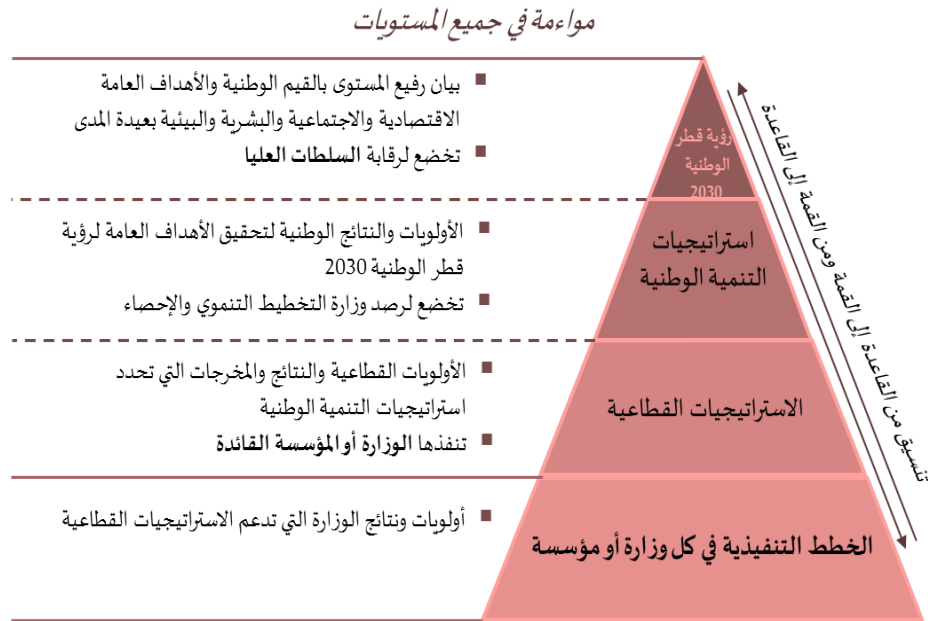 مواءمة في جميع المستويات
بيان رفيع المستوى بالقيم الوطنية والأهداف العامة
الاقتصادية والاجتماعية والبشرية والبيئية بعيدة المدى
تخضع لرقابة السلطات العليا
رؤية قطر
الوطنية
2030
الأولويات والنتائج الوطنية لتحقيق الأهداف العامة لرؤية
قطر الوطنية 2030
تخضع لرصد وزارة التخطيط التنموي والإحصاء
استراتيجيات
التنمية الوطنية
الأولويات القطاعية والنتائج والمخرجات التي تحدد
استراتيجيات التنمية الوطنية
تنفذها الوزارة أو المؤسسة القائدة
الاستراتيجيات القطاعية
أولويات ونتائج الوزارة التي تدعم الاستراتيجيات القطاعية
الخطط التنفيذية في كل وزارة أو مؤسسة
تنسيق من القاعدة إلى القمة ومن القمة إلى القاعدة